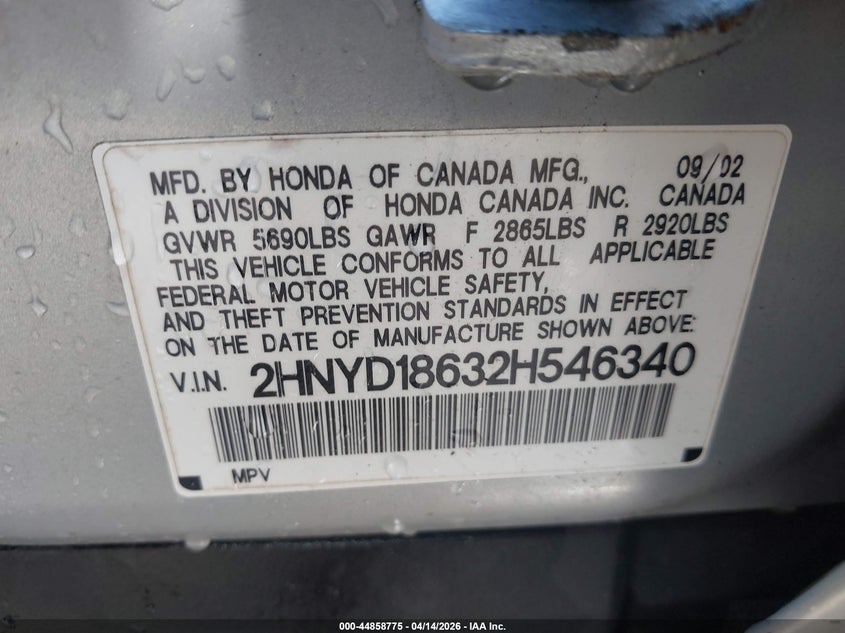 MFD. BY HONDA OF CANADA MFG., 09/02
A DIVISION OF HONDA CANADA INC. CANADA
GVWR 5690LBS GAWR F 2865LBS R 2920LBS
THIS VEHICLE CONFORMS TO ALL APPLICABLE
FEDERAL MOTOR VEHICLE SAFETY,
AND THEFT PREVENTION STANDARDS IN EFFECT
ON THE DATE OF MANUFACTURE SHOWN ABOVE:
V.I.N. 2HNYD18632H546340
MPV
000-44858775 - 04/14/2026 - IAA Inc.